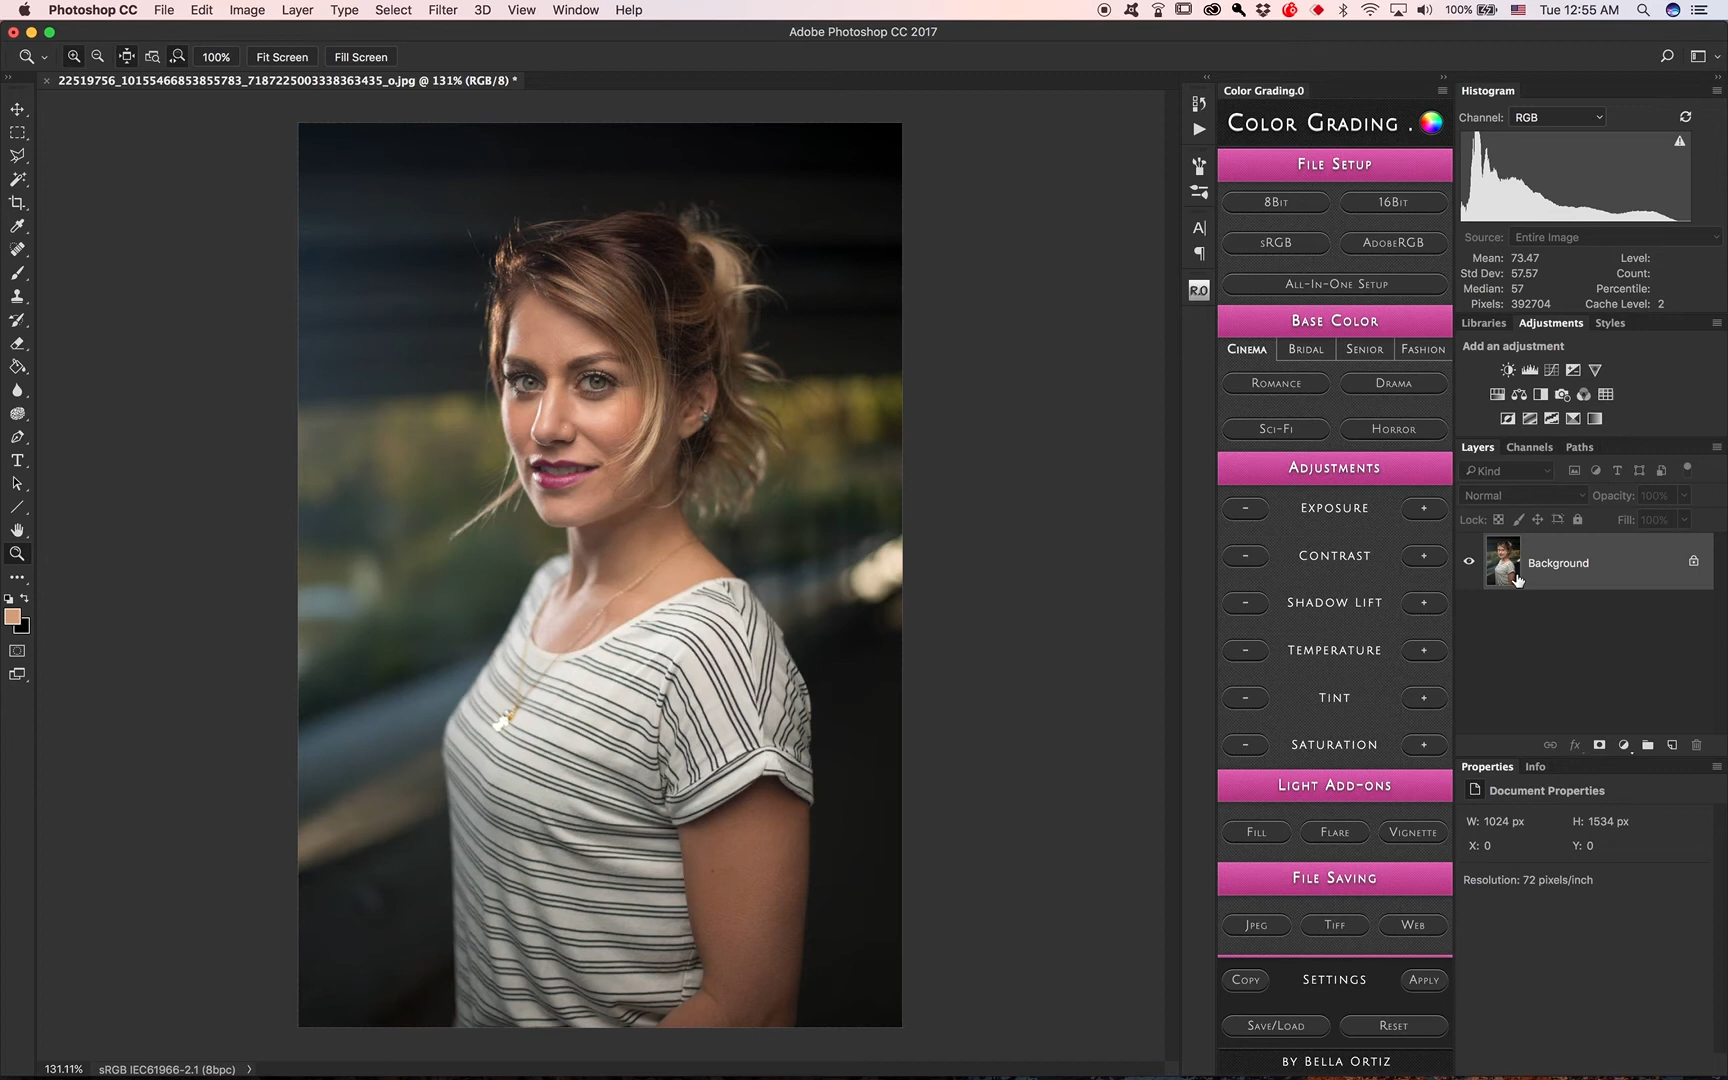 Photoshop CC File Edit Image Layer Type Select Filter 3D View Window Help 100% Tue 12:55 AM
Adobe Photoshop CC 2017
100% Fit Screen Fill Screen
22519756_10155466853855783_7187225003338363435_o.jpg @ 131% (RGB/8) *
Color Grading.0
Color Grading .
File Setup
8Bit 16Bit
sRGB AdobeRGB
All-In-One Setup
Base Color
Cinema Bridal Senior Fashion
Romance Drama
Sci-Fi Horror
Adjustments
- EXPOSURE +
- CONTRAST +
- SHADOW LIFT +
- TEMPERATURE +
- TINT +
- SATURATION +
Light Add-ons
Fill Flare Vignette
File Saving
Jpeg Tiff Web
Copy Settings Apply
Save/Load Reset
by Bella Ortiz
A|
R.O
Histogram
Channel: RGB
Source: Entire Image
Mean: 73.47 Level:
Std Dev: 57.57 Count:
Median: 57 Percentile:
Pixels: 392704 Cache Level: 2
Libraries Adjustments Styles
Add an adjustment
Layers Channels Paths
Kind
Normal Opacity: 100%
Lock: Fill: 100%
Background
fx
Properties Info
Document Properties
W: 1024 px H: 1534 px
X: 0 Y: 0
Resolution: 72 pixels/inch
131.11% sRGB IEC61966-2.1 (8bpc)